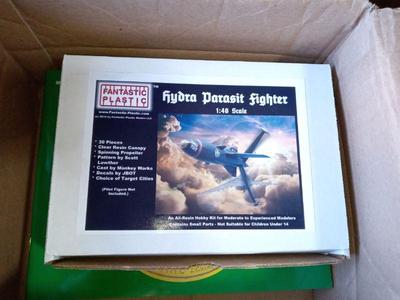 FANTASTIC
PLASTIC
™
www.Fantastic-Plastic.com
Hydra Parasit Fighter
1:48 Scale
* 30 Pieces
* Clear Resin Canopy
* Spinning Propeller
* Pattern by Scott
Lowther
* Cast by Monkey Works
* Decals by JBOT
* Choice of Target Cities
(Pilot Figure Not
Included.)
An All-Resin Hobby Kit for Moderate to Experienced Modelers
Contains Small Parts - Not Suitable for Children Under 14